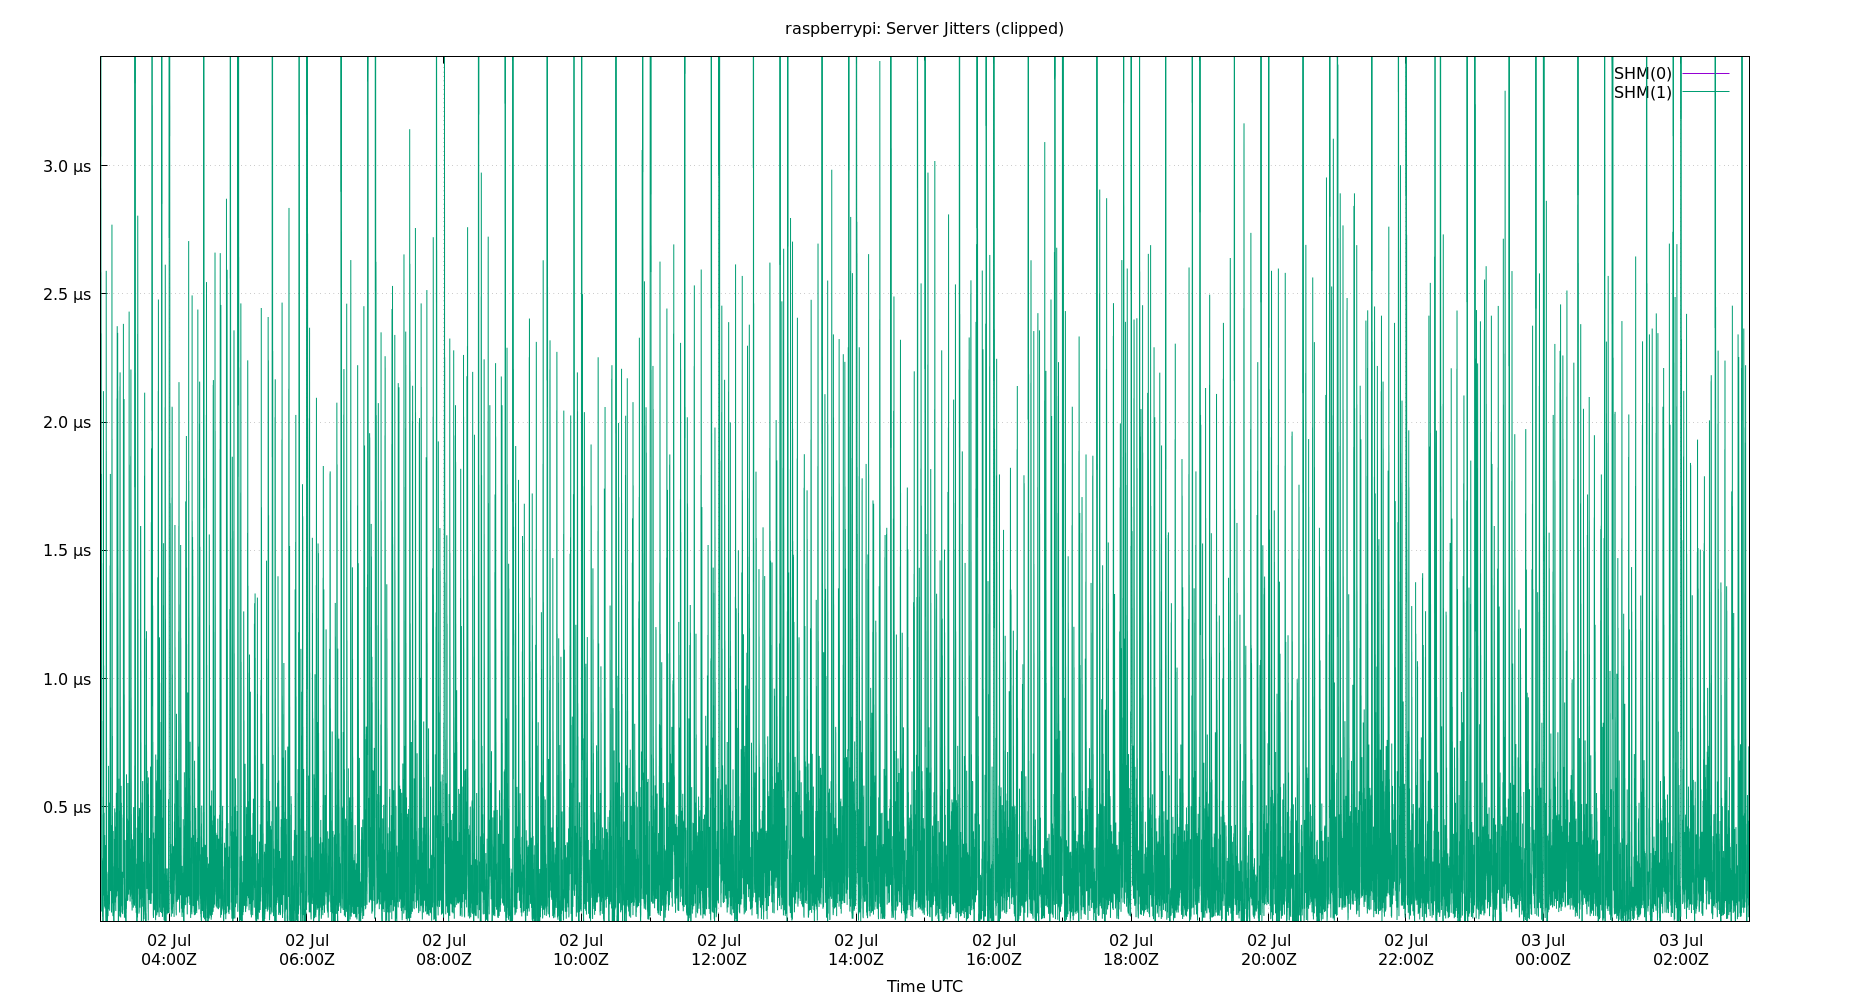 raspberrypi: Server Jitters (clipped)
SHM(0)
SHM(1)
3.0 µs
2.5 µs
2.0 µs
1.5 µs
1.0 µs
0.5 µs
02 Jul 02 Jul 02 Jul 02 Jul 02 Jul 02 Jul 02 Jul 02 Jul 02 Jul 02 Jul 03 Jul 03 Jul
04:00Z 06:00Z 08:00Z 10:00Z 12:00Z 14:00Z 16:00Z 18:00Z 20:00Z 22:00Z 00:00Z 02:00Z
Time UTC